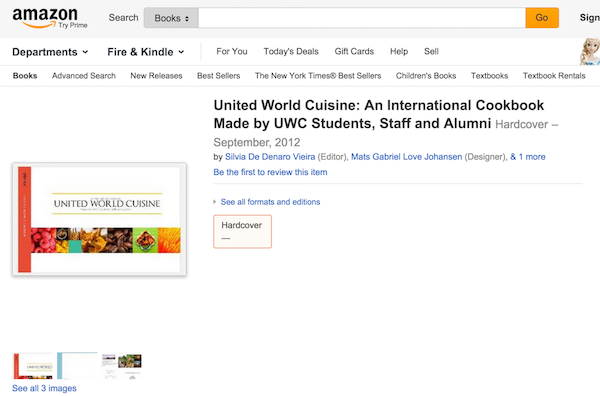 amazon
Try Prime
Search
Books
Go
Sign
Departments
Fire & Kindle
For You
Today's Deals
Gift Cards
Help
Sell
Books
Advanced Search
New Releases
Best Sellers
The New York Times® Best Sellers
Children's Books
Textbooks
Textbook Rentals
United World Cuisine: An International Cookbook
Made by UWC Students, Staff and Alumni Hardcover –
September, 2012
by Silvia De Denaro Vieira (Editor), Mats Gabriel Love Johansen (Designer), & 1 more
Be the first to review this item
See all formats and editions
Hardcover
—
UNITED WORLD CUISINE
See all 3 images